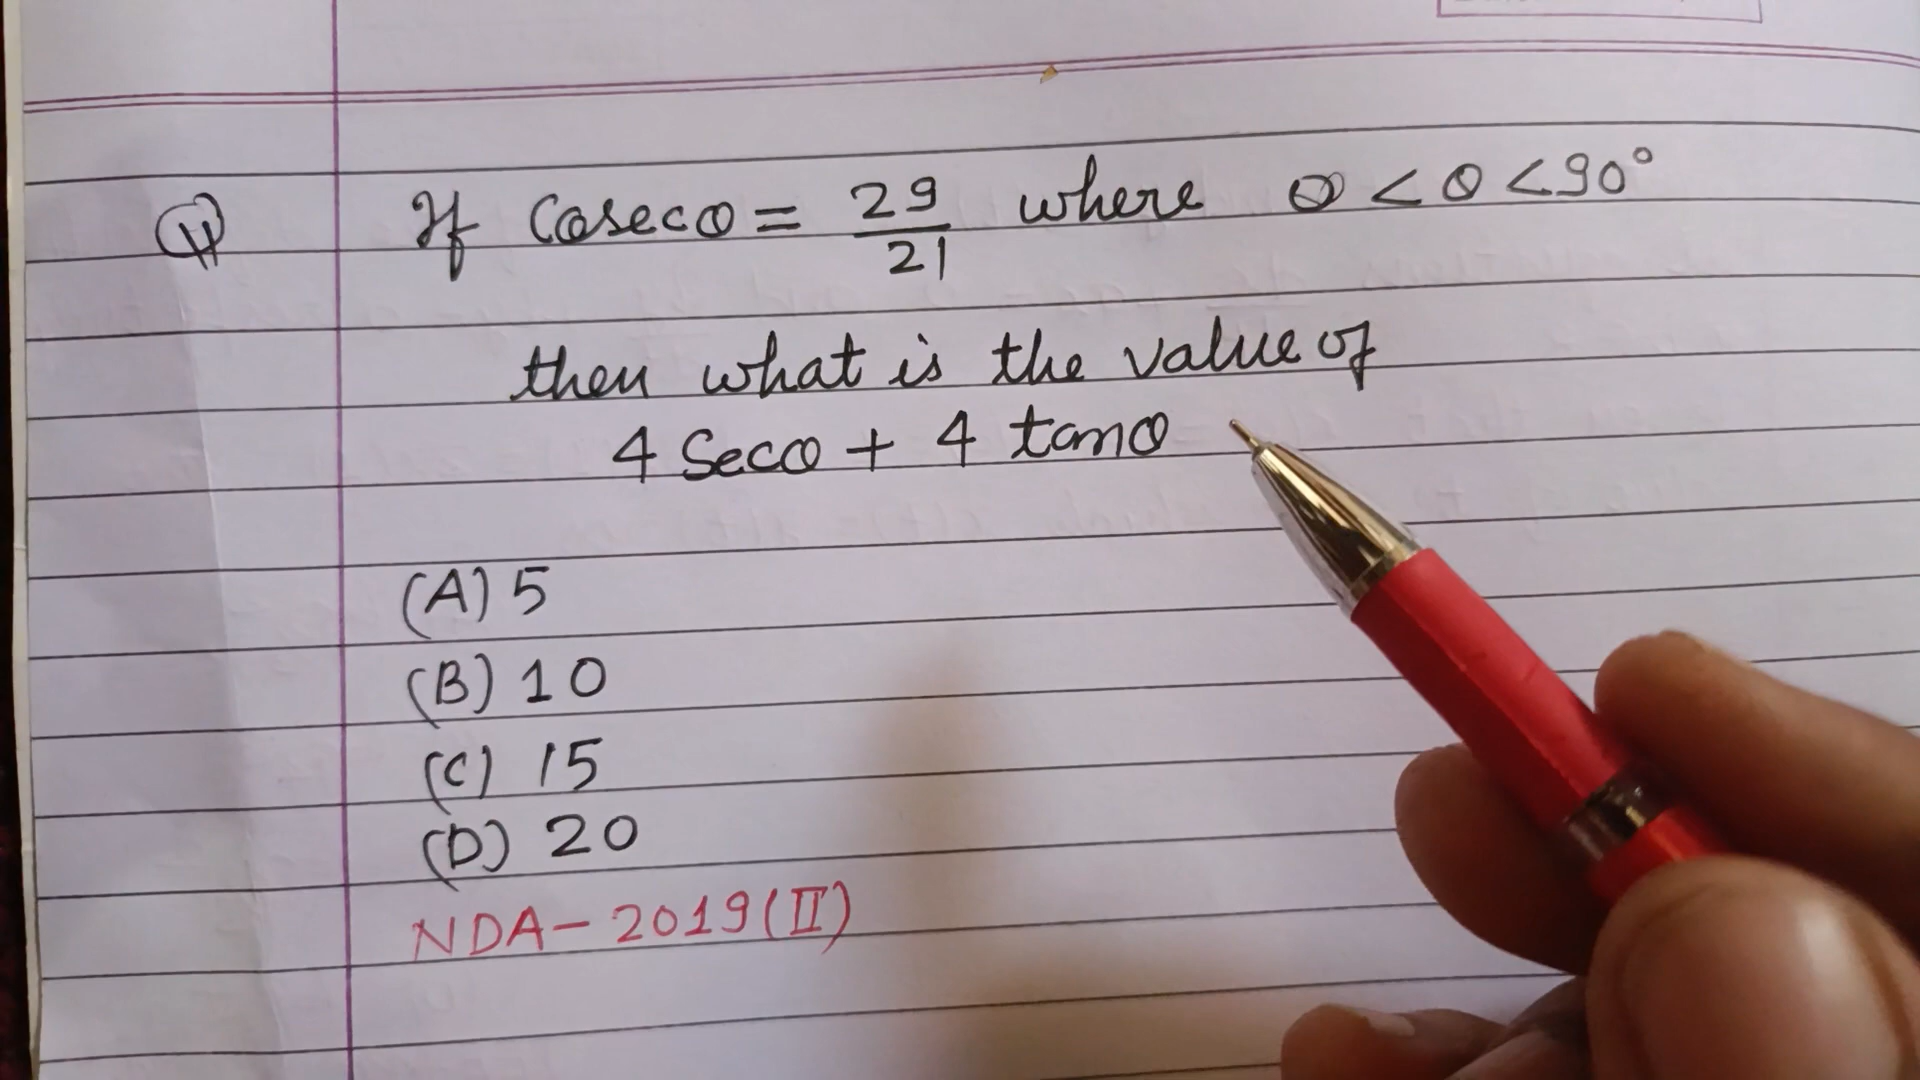 Q4 If Cosecθ = 29/21 where 0 < θ < 90°
then what is the value of
4 Secθ + 4 tanθ
(A) 5
(B) 10
(C) 15
(D) 20
NDA - 2019 (II)